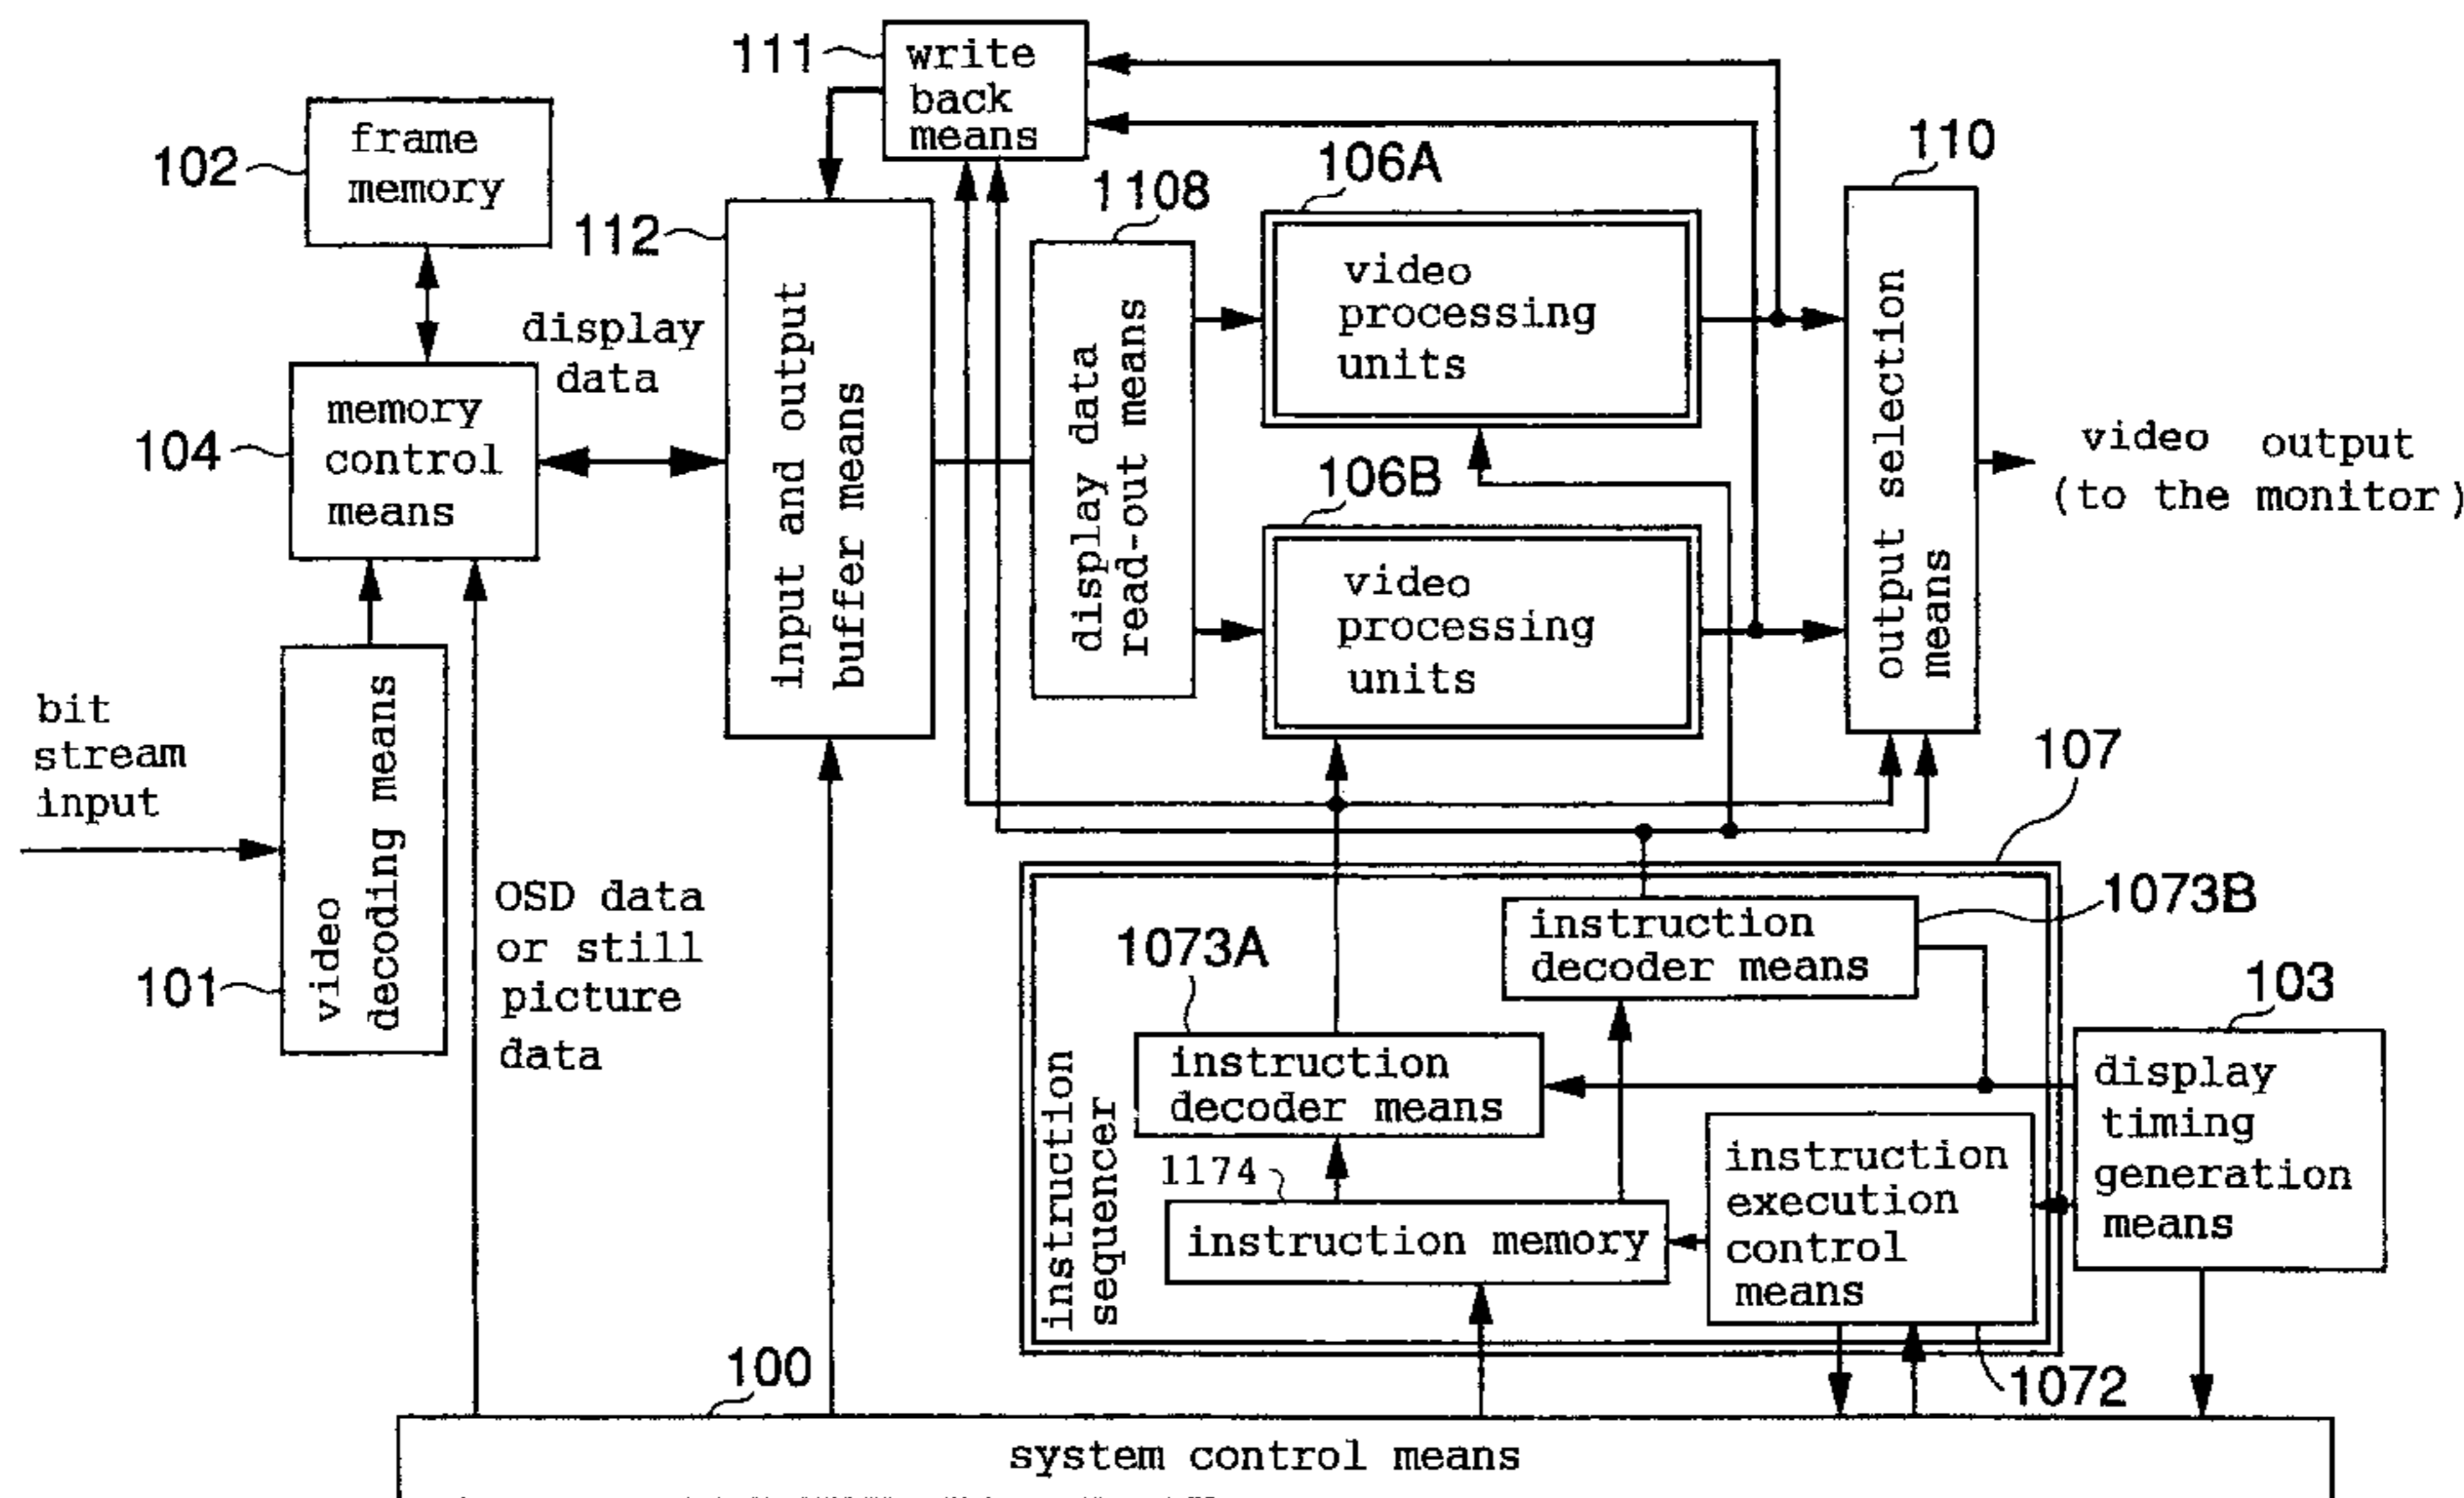 111
write
back
means
frame
memory
102
110
106A
1108
112
video
processing
units
display
data
input and output
buffer means
display data
read-out means
output selection
means
memory
control
means
104
video output
(to the monitor)
106B
video
processing
units
bit
stream
input
video
decoding means
101
OSD data
or still
picture
data
107
1073B
instruction
decoder means
1073A
103
instruction
decoder means
display
timing
generation
means
instruction
sequencer
1174
instruction memory
instruction
execution
control
means
1072
100
system control means